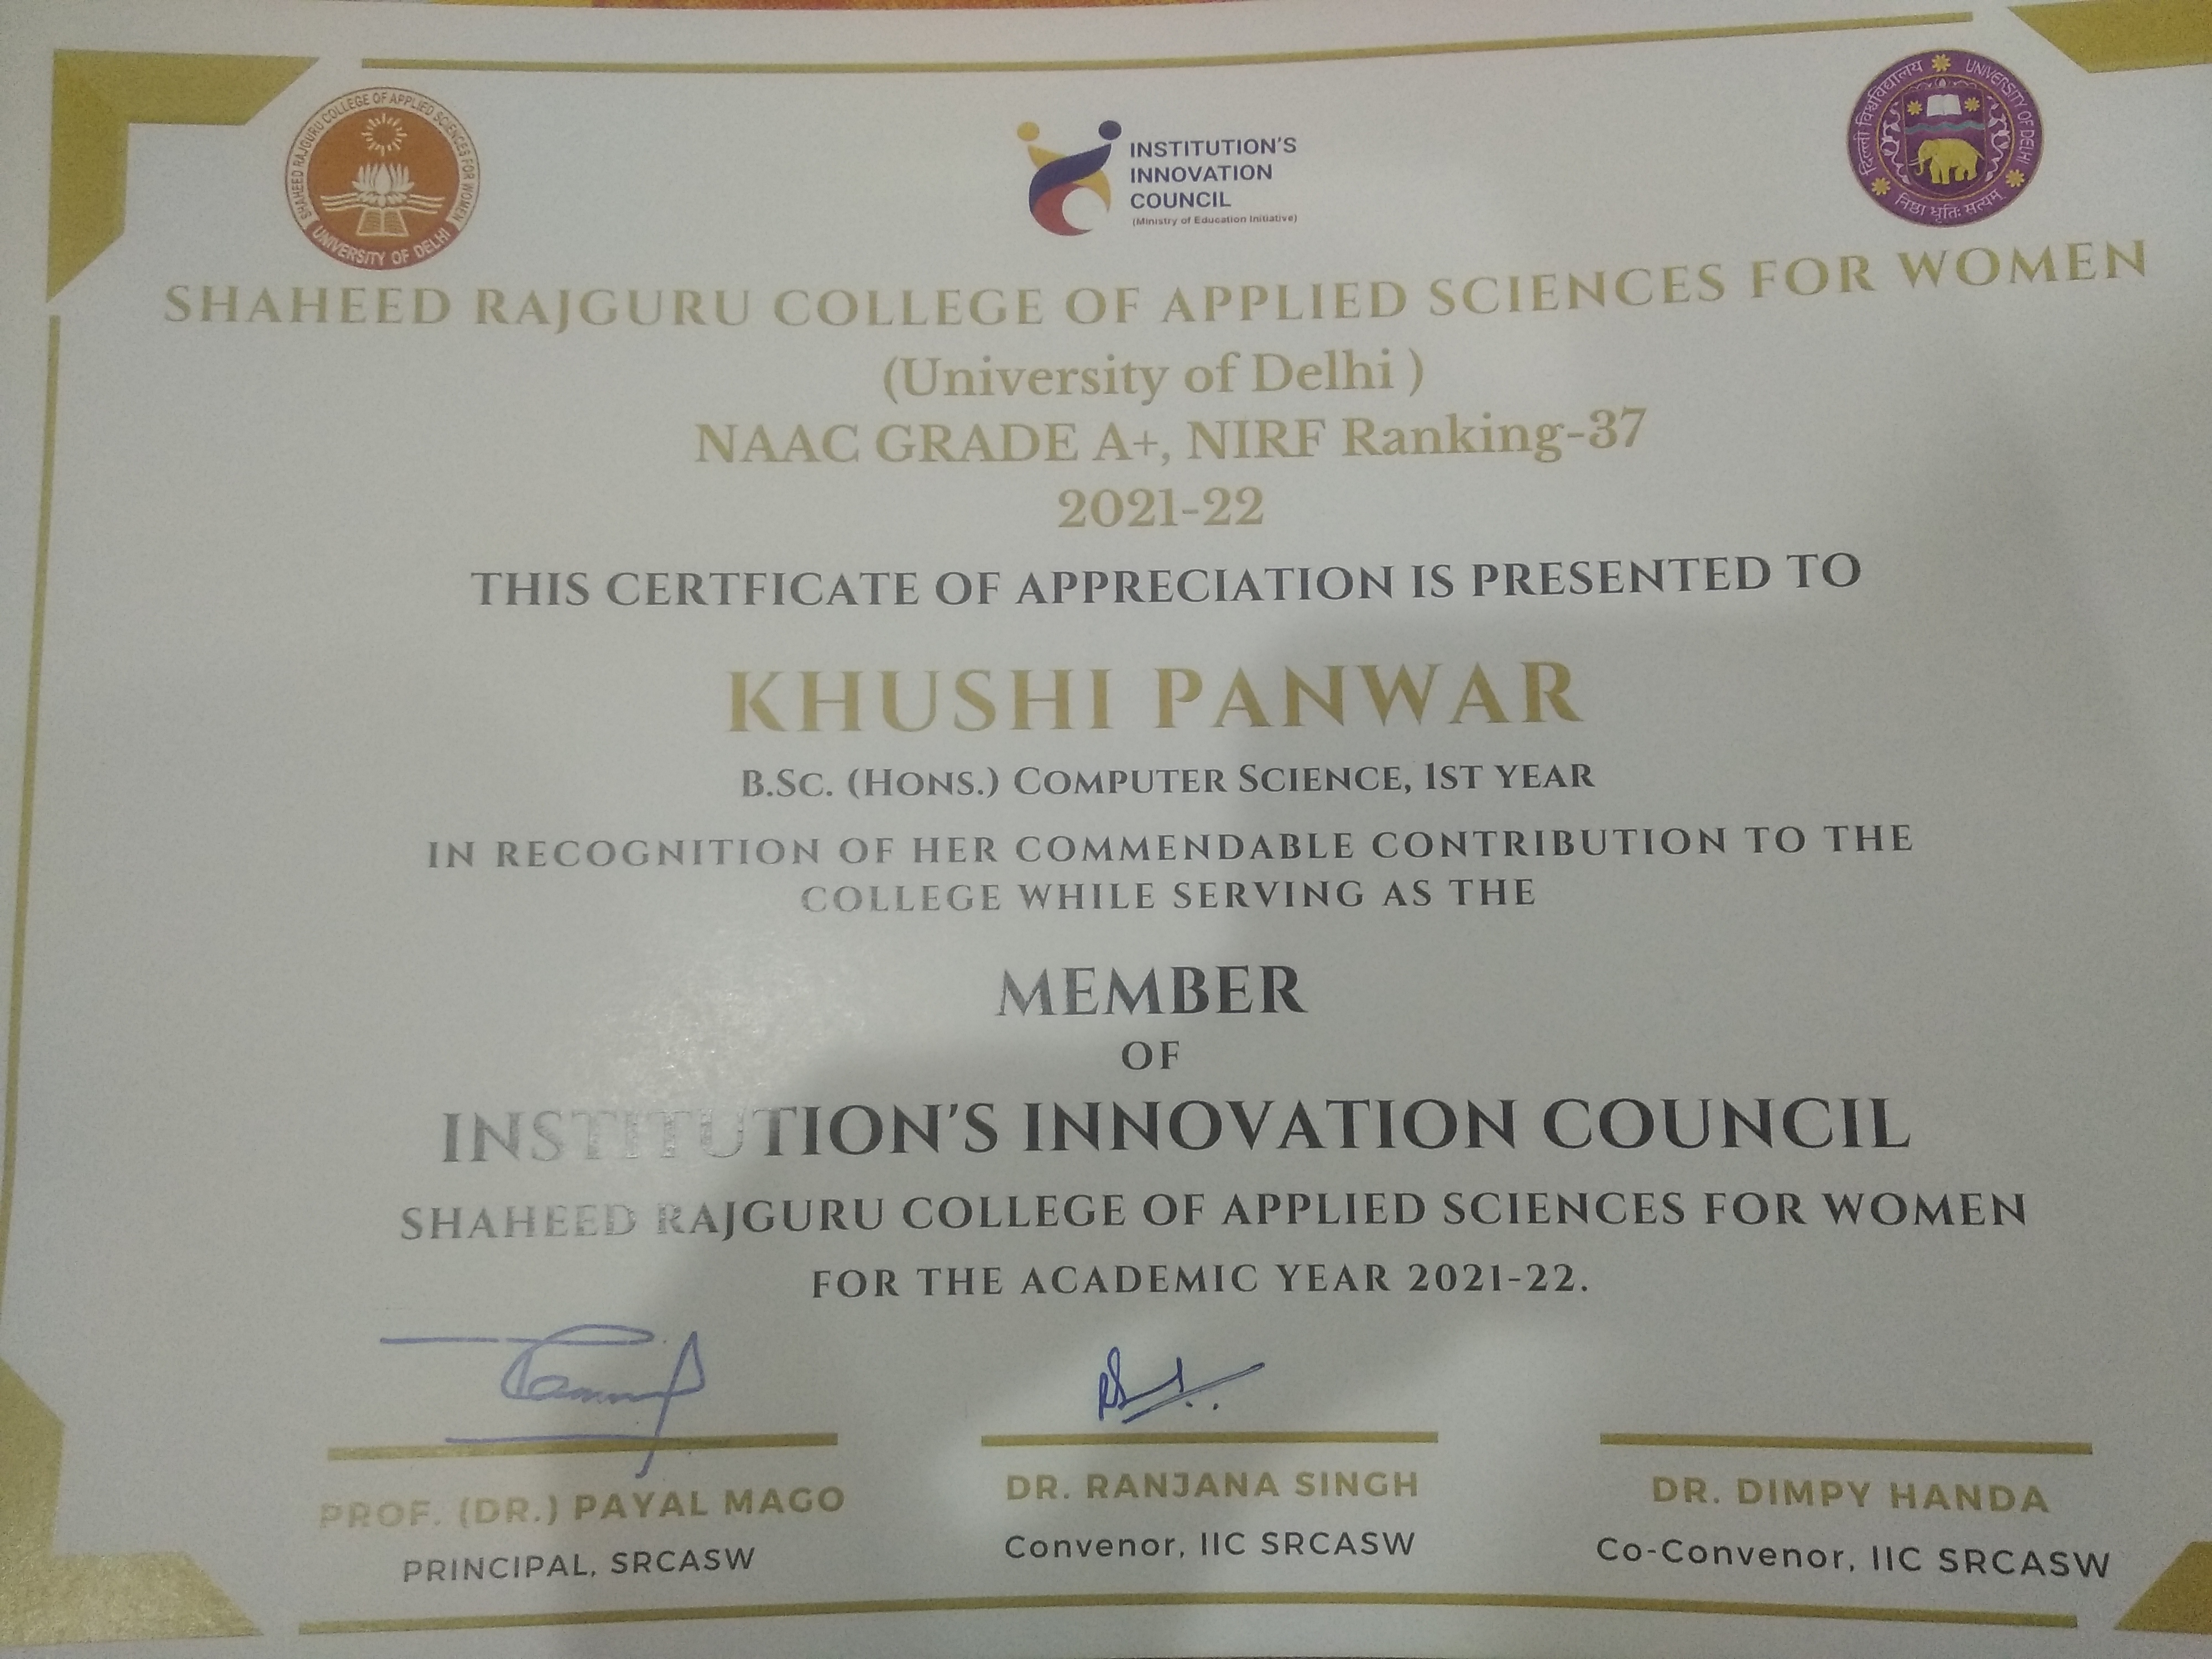 SHAHEED RAJGURU COLLEGE OF APPLIED SCIENCES FOR WOMEN
UNIVERSITY OF DELHI
INSTITUTION'S
INNOVATION
COUNCIL
(Ministry of Education Initiative)
दिल्ली विश्वविद्यालय
UNIVERSITY OF DELHI
निष्ठा धृतिः सत्यम्
SHAHEED RAJGURU COLLEGE OF APPLIED SCIENCES FOR WOMEN
(University of Delhi )
NAAC GRADE A+, NIRF Ranking-37
2021-22
THIS CERTFICATE OF APPRECIATION IS PRESENTED TO
KHUSHI PANWAR
B.SC. (HONS.) COMPUTER SCIENCE, 1ST YEAR
IN RECOGNITION OF HER COMMENDABLE CONTRIBUTION TO THE
COLLEGE WHILE SERVING AS THE
MEMBER
OF
INSTITUTION'S INNOVATION COUNCIL
SHAHEED RAJGURU COLLEGE OF APPLIED SCIENCES FOR WOMEN
FOR THE ACADEMIC YEAR 2021-22.
PROF. (DR.) PAYAL MAGO
PRINCIPAL, SRCASW
DR. RANJANA SINGH
Convenor, IIC SRCASW
DR. DIMPY HANDA
Co-Convenor, IIC SRCASW